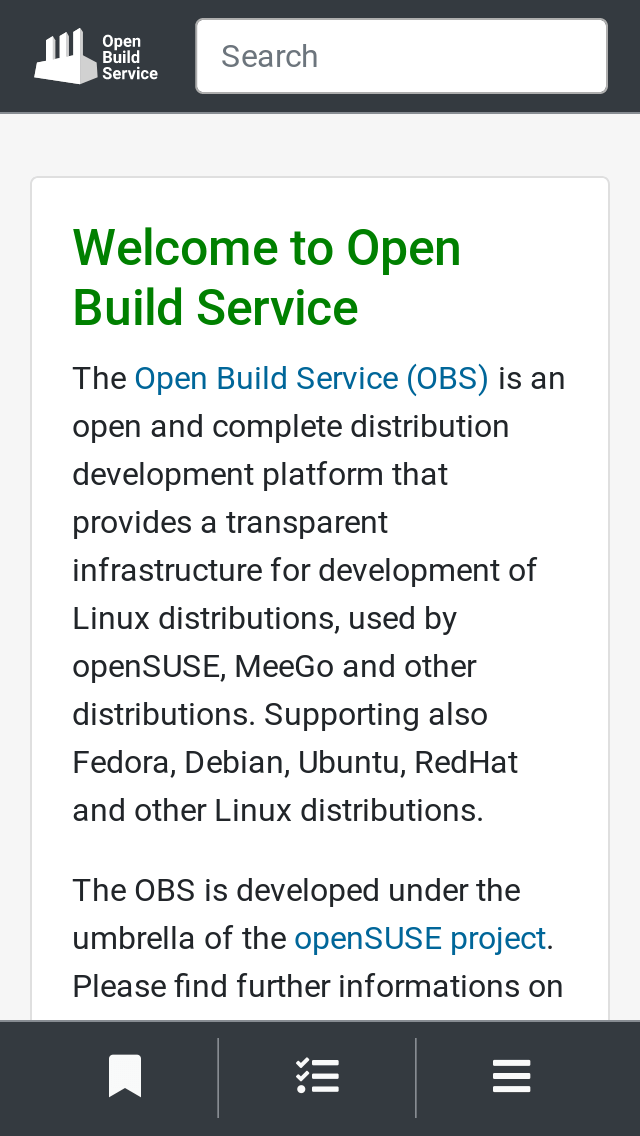 Open
Build
Service
Search
Welcome to Open
Build Service
The Open Build Service (OBS) is an
open and complete distribution
development platform that
provides a transparent
infrastructure for development of
Linux distributions, used by
openSUSE, MeeGo and other
distributions. Supporting also
Fedora, Debian, Ubuntu, RedHat
and other Linux distributions.
The OBS is developed under the
umbrella of the openSUSE project.
Please find further informations on